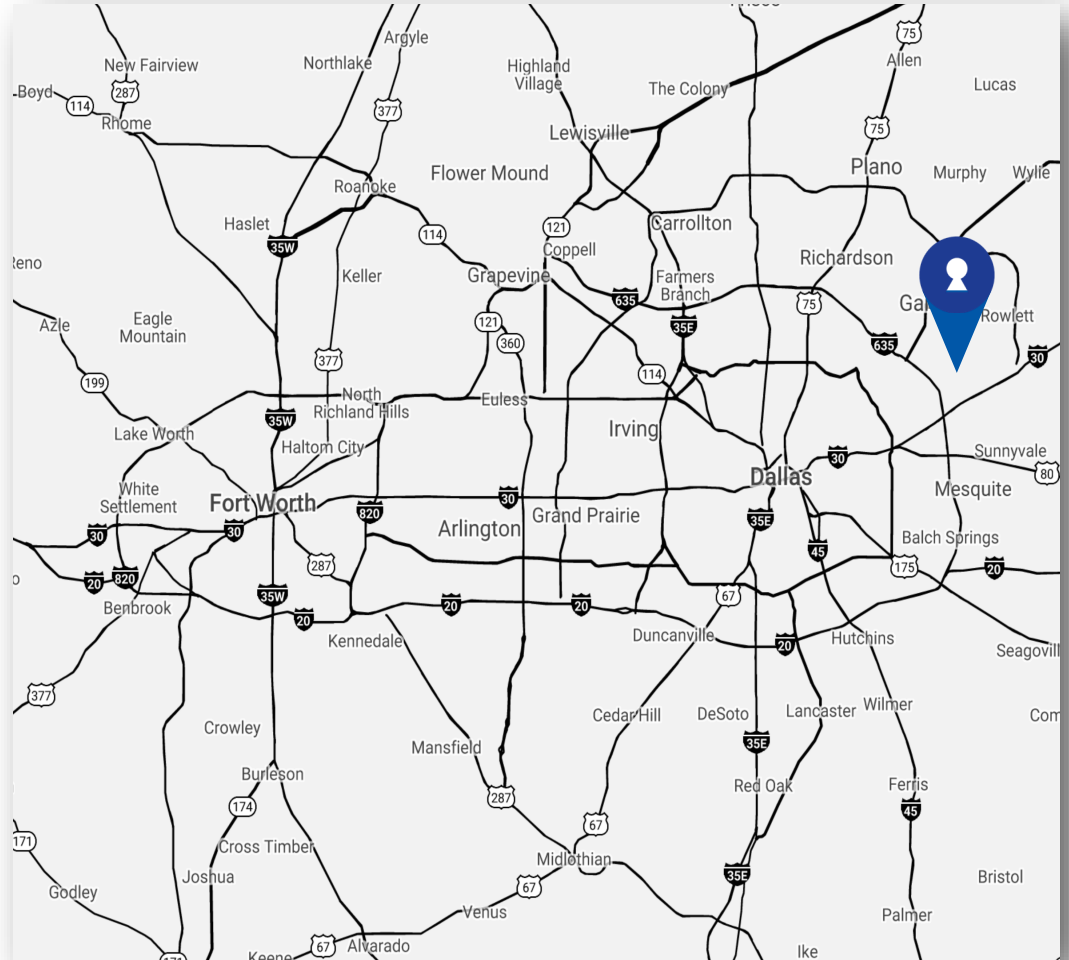 Argyle
75
New Fairview
Northlake
Highland
Village
Allen
Boyd
287
114
Rhome
377
The Colony
Lucas
Lewisville
75
Flower Mound
Plano
Murphy
Wylie
Roanoke
Haslet
35W
114
121
Carrollton
Coppell
Richardson
Keller
Grapevine
Farmers
Branch
635
75
Rowlett
Azle
Eagle
Mountain
121
360
35E
635
30
377
199
114
North
Richland Hills
Euless
35W
Lake Worth
Haltom City
Irving
30
Sunnyvale
80
Dallas
White
Settlement
Fort Worth
30
Mesquite
820
Arlington
Grand Prairie
35E
30
30
45
Balch Springs
287
175
20
20
820
35W
67
Benbrook
20
20
20
Kennedale
Duncanville
20
Hutchins
377
Crowley
Cedar Hill
DeSoto
Lancaster
Wilmer
Mansfield
35E
Burleson
Red Oak
Ferris
174
287
45
67
171
Cross Timber
Midlothian
35E
Joshua
Godley
67
Bristol
Venus
Palmer
67
Alvarado
Ike